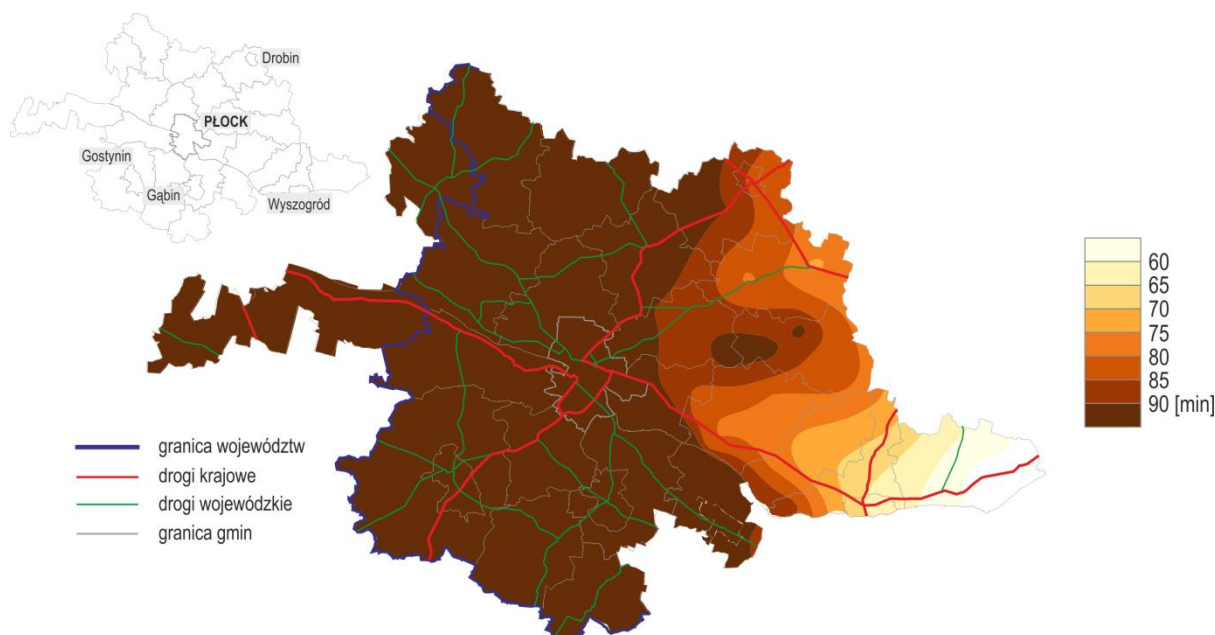 Drobin
PŁOCK
Gostynin
Gąbin
Wyszogród
60
65
70
75
80
85
90 [min]
granica województw
drogi krajowe
drogi wojewódzkie
granica gmin